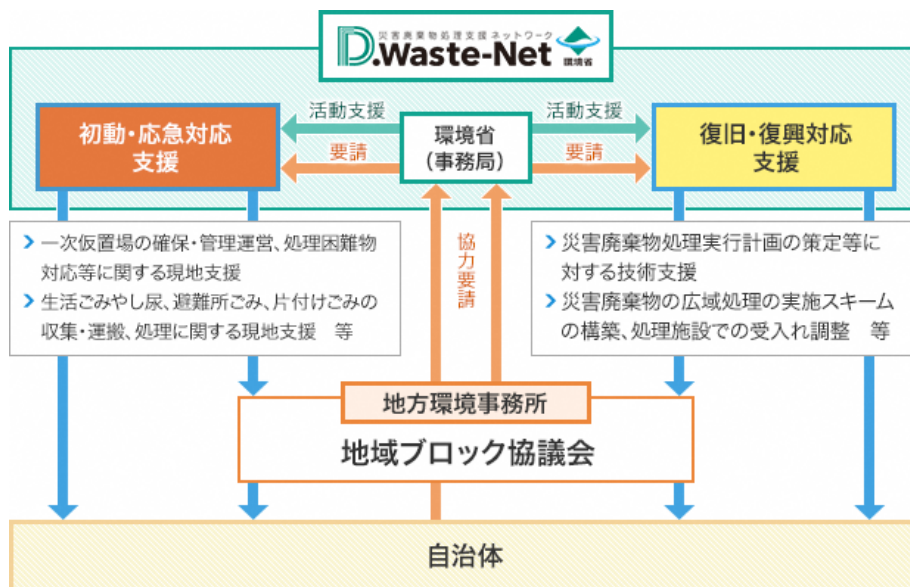 災害廃棄物処理支援ネットワーク
D.Waste-Net
環境省
初動・応急対応
支援
活動支援
要請
環境省
(事務局)
活動支援
要請
復旧・復興対応
支援
一次仮置場の確保・管理運営、処理困難物
対応等に関する現地支援
生活ごみやし尿、避難所ごみ、片付けごみの
収集・運搬、処理に関する現地支援 等
協力要請
災害廃棄物処理実行計画の策定等に
対する技術支援
災害廃棄物の広域処理の実施スキーム
の構築、処理施設での受入れ調整 等
地方環境事務所
地域ブロック協議会
自治体